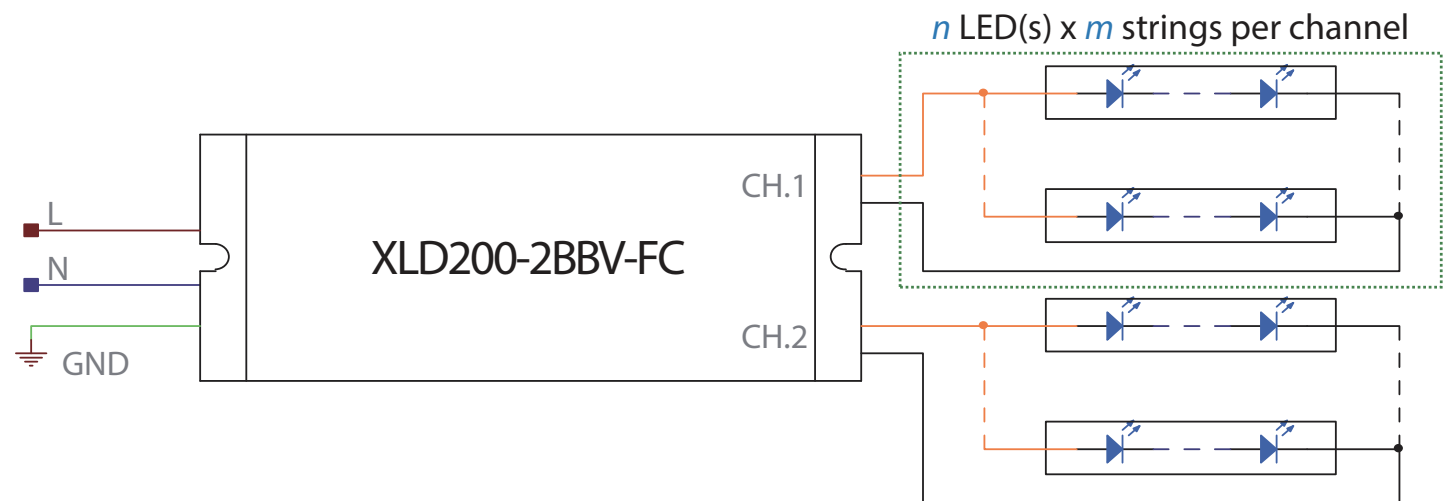 n LED(s) x m strings per channel
CH.1
L
XLD200-2BBV-FC
N
CH.2
GND